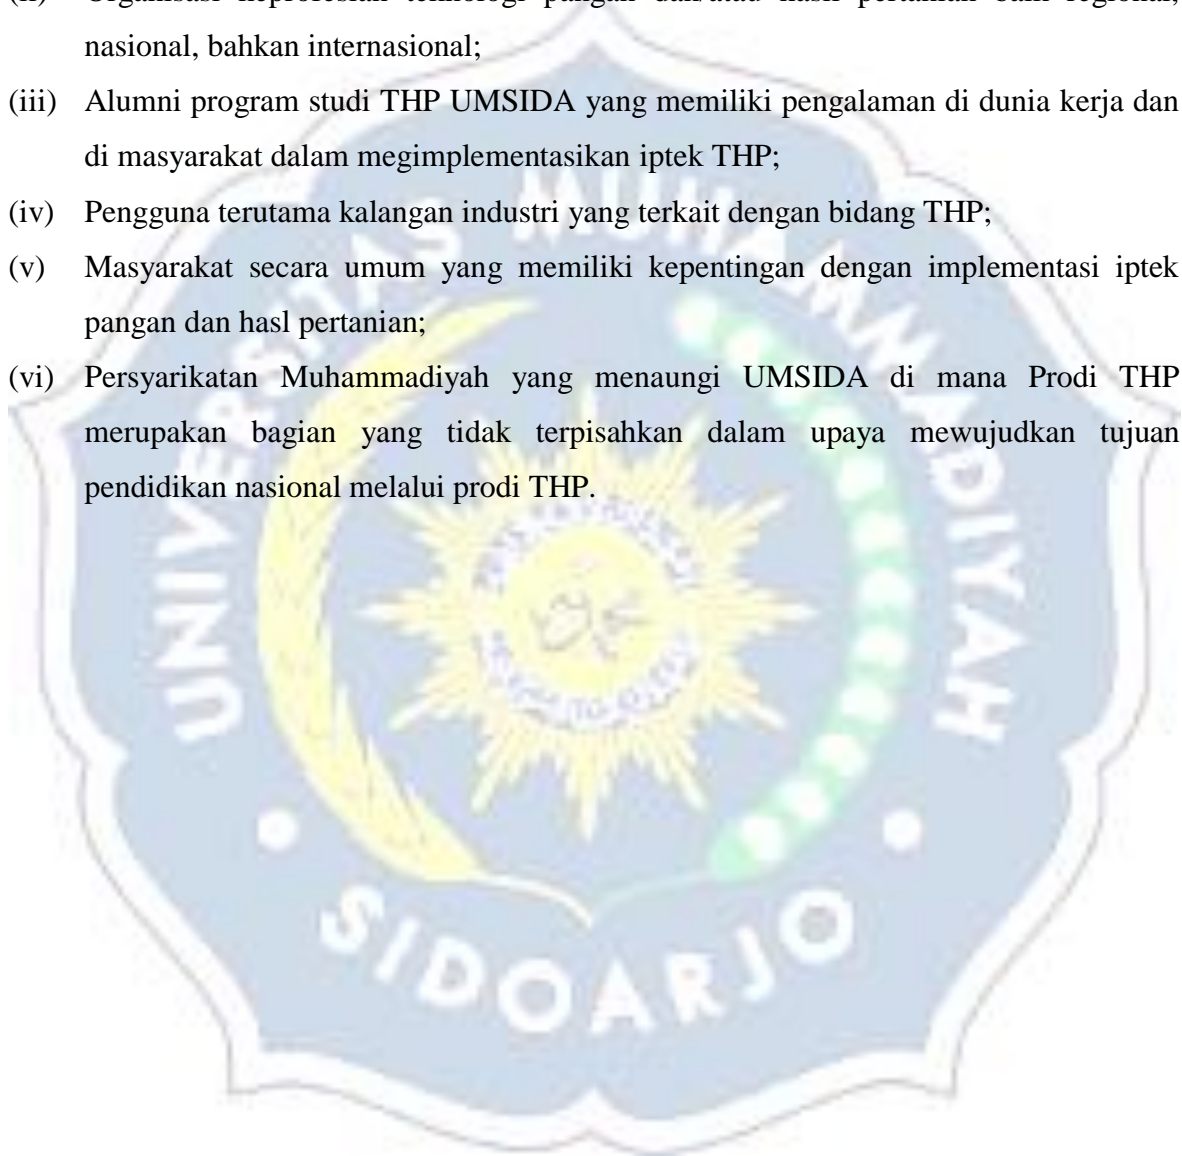 nasional, bahkan internasional;
(iii) Alumni program studi THP UMSIDA yang memiliki pengalaman di dunia kerja dan
di masyarakat dalam megimplementasikan iptek THP;
(iv) Pengguna terutama kalangan industri yang terkait dengan bidang THP;
(v) Masyarakat secara umum yang memiliki kepentingan dengan implementasi iptek
pangan dan hasl pertanian;
(vi) Persyarikatan Muhammadiyah yang menaungi UMSIDA di mana Prodi THP
merupakan bagian yang tidak terpisahkan dalam upaya mewujudkan tujuan
pendidikan nasional melalui prodi THP.
UNIVERSITAS MUHAMMADIYAH
SIDOARJO